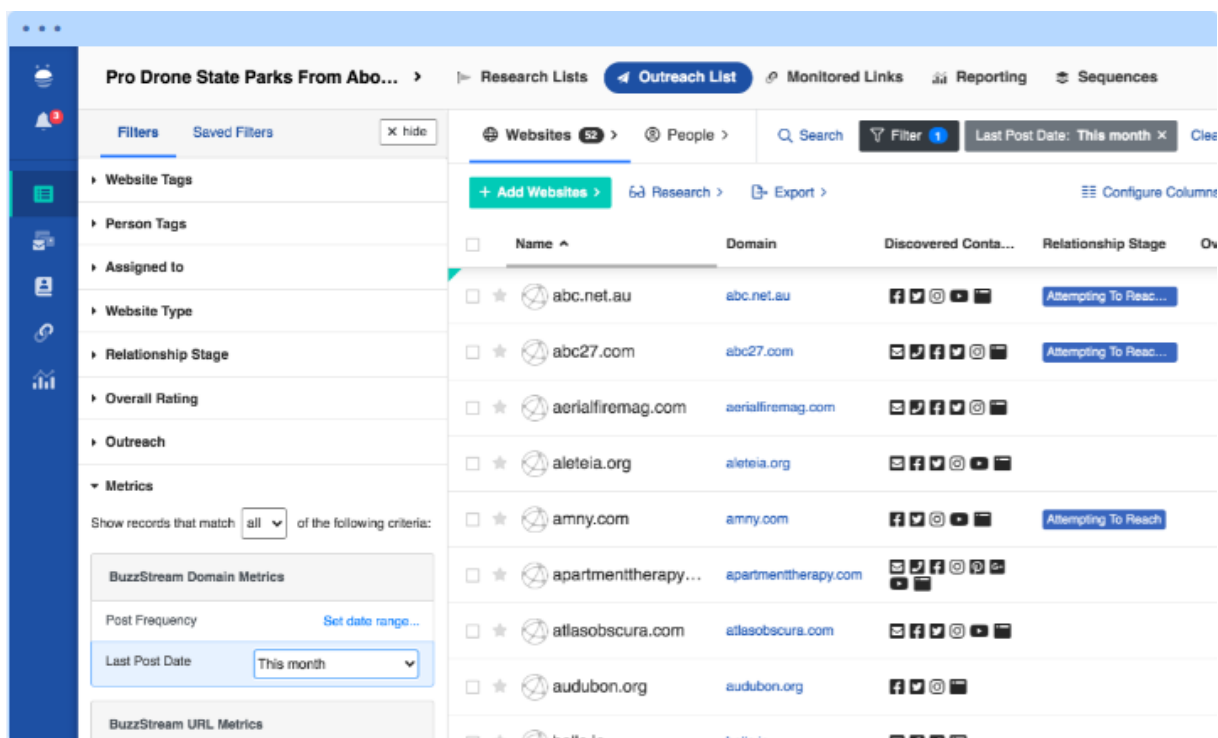 Pro Drone State Parks From Abo... >
Research Lists
Outreach List
Monitored Links
Reporting
Sequences
3
Filters
Saved Filters
× hide
Websites 52 >
People >
Search
Filter 1
Last Post Date: This month ×
Clea
Website Tags
Person Tags
Assigned to
Website Type
Relationship Stage
Overall Rating
Outreach
Metrics
Show records that match all of the following criteria:
BuzzStream Domain Metrics
Post Frequency
Set date range...
Last Post Date
This month
BuzzStream URL Metrics
+ Add Websites >
Research >
Export >
Configure Columns
Name
Domain
Discovered Conta...
Relationship Stage
Ov
abc.net.au
abc.net.au
Attempting To Reac...
abc27.com
abc27.com
Attempting To Reac...
aerialfiremag.com
aerialfiremag.com
aleteia.org
aleteia.org
amny.com
amny.com
Attempting To Reach
apartmenttherapy...
apartmenttherapy.com
atlasobscura.com
atlasobscura.com
audubon.org
audubon.org